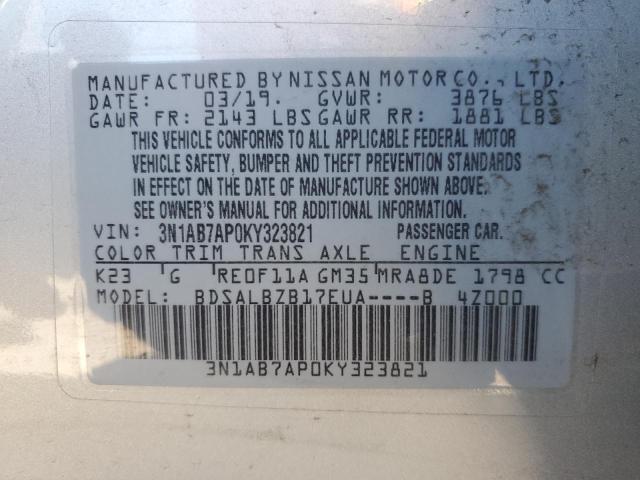 MANUFACTURED BY NISSAN MOTOR CO., LTD.
DATE: 03/19. GVWR: 3876 LBS
GAWR FR: 2143 LBS GAWR RR: 1881 LBS
THIS VEHICLE CONFORMS TO ALL APPLICABLE FEDERAL MOTOR
VEHICLE SAFETY, BUMPER AND THEFT PREVENTION STANDARDS
IN EFFECT ON THE DATE OF MANUFACTURE SHOWN ABOVE.
SEE OWNER'S MANUAL FOR ADDITIONAL INFORMATION.
VIN: 3N1AB7AP0KY323821 PASSENGER CAR.
COLOR TRIM TRANS AXLE ENGINE
K23 G RE0F11A GM35 MRA8DE 1798 CC
MODEL BDSALBZB17EUA----B 4Z000
3N1AB7AP0KY323821